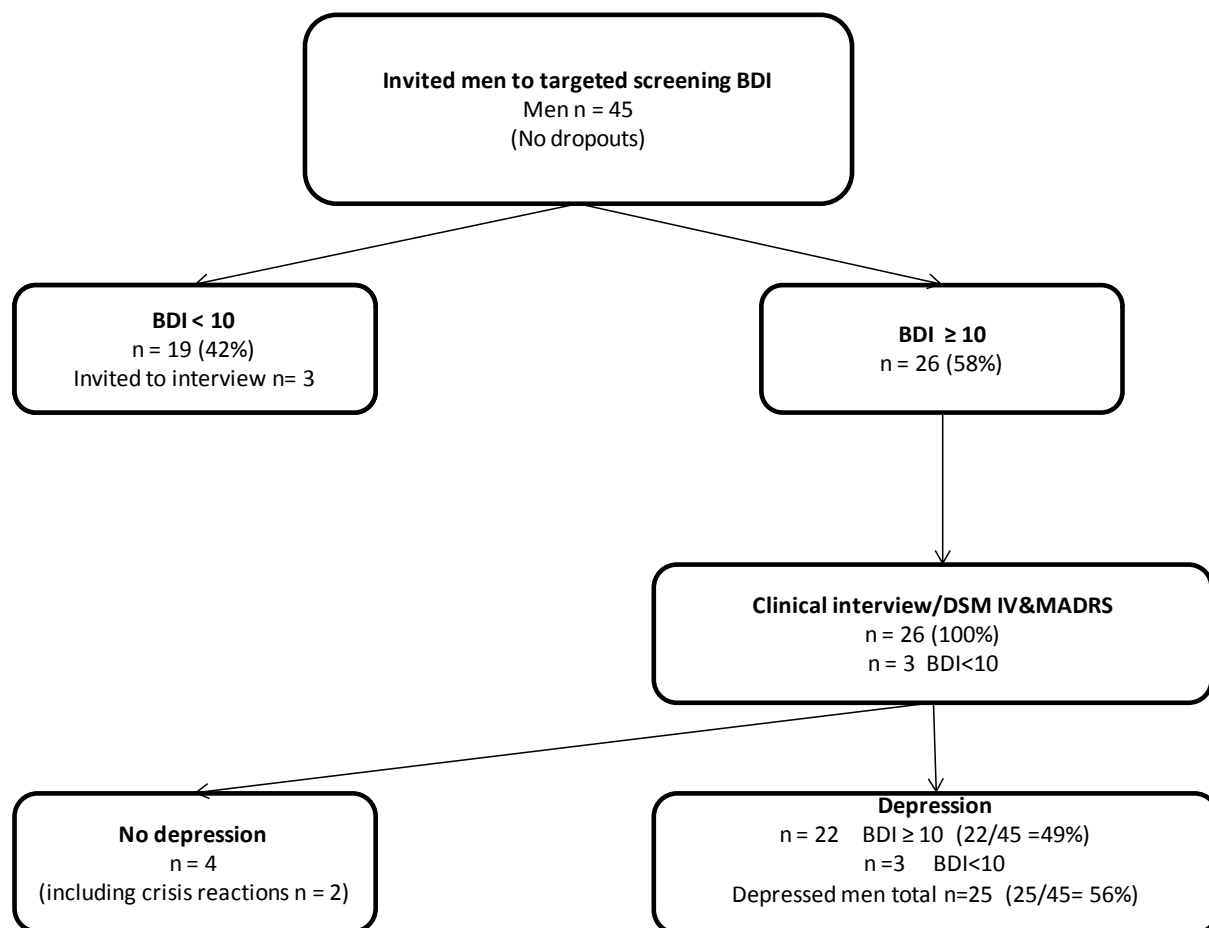 Invited men to targeted screening BDI
Men n = 45
(No dropouts)
BDI < 10
n = 19 (42%)
Invited to interview n= 3
BDI ≥ 10
n = 26 (58%)
Clinical interview/DSM IV&MADRS
n = 26 (100%)
n = 3 BDI<10
No depression
n = 4
(including crisis reactions n = 2)
Depression
n = 22 BDI ≥ 10 (22/45 =49%)
n =3 BDI<10
Depressed men total n=25 (25/45= 56%)